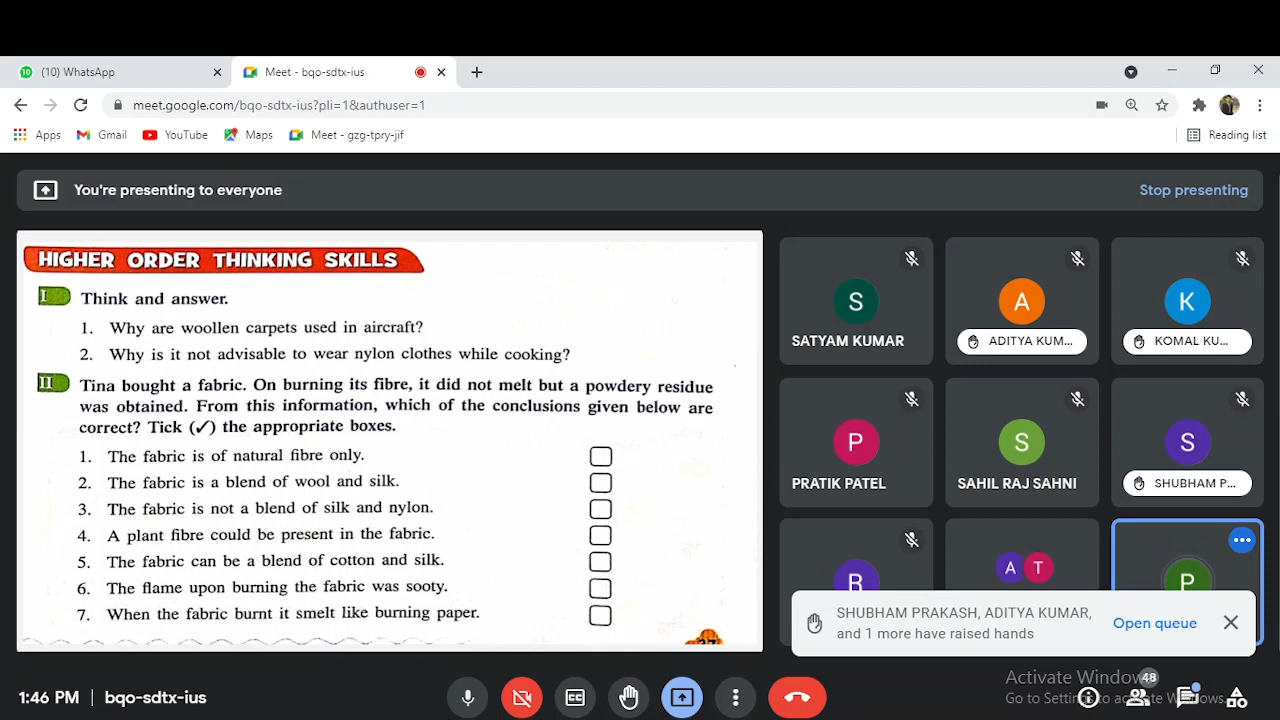 (10) WhatsApp
Meet - bqo-sdtx-ius
meet.google.com/bqo-sdtx-ius?pli=1&authuser=1
Apps
Gmail
YouTube
Maps
Meet - gzg-tpry-jif
Reading list
You're presenting to everyone
Stop presenting
HIGHER ORDER THINKING SKILLS
I Think and answer.
1. Why are woollen carpets used in aircraft?
2. Why is it not advisable to wear nylon clothes while cooking?
II Tina bought a fabric. On burning its fibre, it did not melt but a powdery residue
was obtained. From this information, which of the conclusions given below are
correct? Tick (✓) the appropriate boxes.
1. The fabric is of natural fibre only.
2. The fabric is a blend of wool and silk.
3. The fabric is not a blend of silk and nylon.
4. A plant fibre could be present in the fabric.
5. The fabric can be a blend of cotton and silk.
6. The flame upon burning the fabric was sooty.
7. When the fabric burnt it smelt like burning paper.
S
SATYAM KUMAR
A
ADITYA KUM...
K
KOMAL KU...
P
PRATIK PATEL
S
SAHIL RAJ SAHNI
S
SHUBHAM P...
A T
P
SHUBHAM PRAKASH, ADITYA KUMAR,
and 1 more have raised hands
Open queue
1:46 PM | bqo-sdtx-ius
CC
48
Activate Windows
Go to Settings to activate Windows.